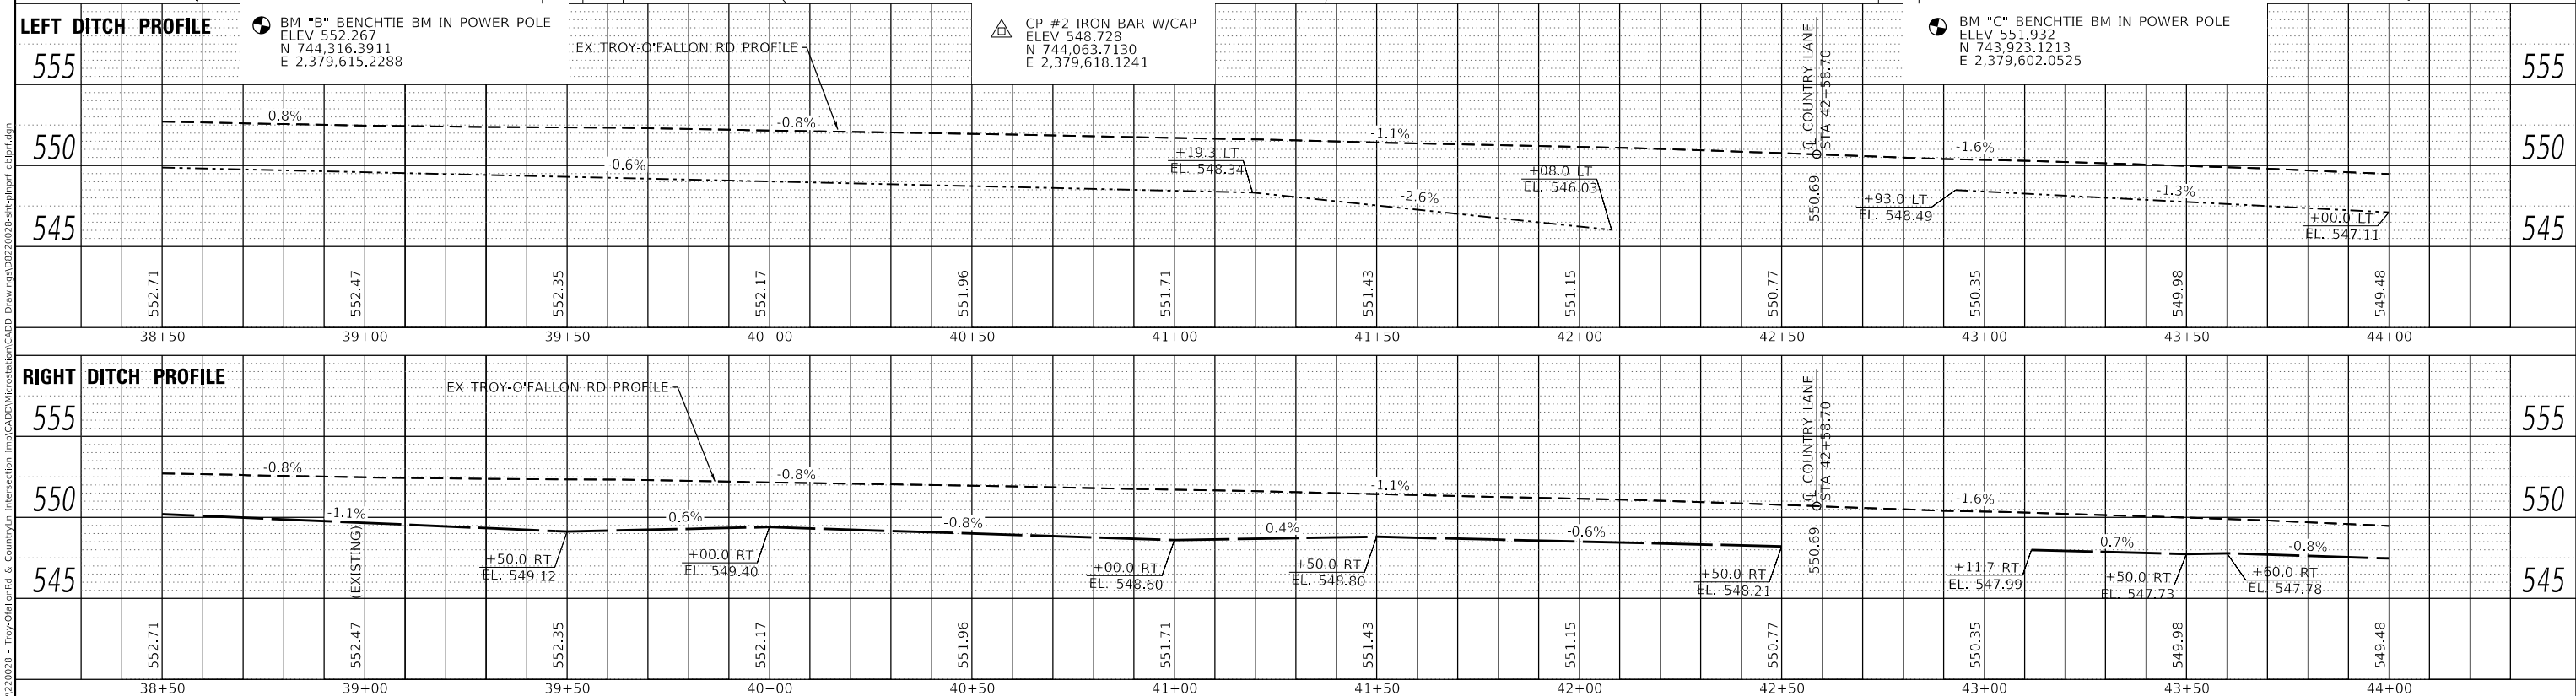 LEFT DITCH PROFILE
BM "B" BENCHTIE BM IN POWER POLE
ELEV 552.267
N 744,316.3911
E 2,379,615.2288
EX TROY-O'FALLON RD PROFILE
CP #2 IRON BAR W/CAP
ELEV 548.728
N 744,063.7130
E 2,379,618.1241
℄ COUNTRY LANE
STA 42+58.70
BM "C" BENCHTIE BM IN POWER POLE
ELEV 551.932
N 743,923.1213
E 2,379,602.0525
555
555
-0.8%
-0.8%
-1.1%
-1.6%
550
550
-0.6%
+19.3 LT
EL. 548.34
-2.6%
+08.0 LT
EL. 546.03
550.69
+93.0 LT
EL. 548.49
-1.3%
+00.0 LT
EL. 547.11
545
545
552.71
552.47
552.35
552.17
551.96
551.71
551.43
551.15
550.77
550.35
549.98
549.48
38+50
39+00
39+50
40+00
40+50
41+00
41+50
42+00
42+50
43+00
43+50
44+00
RIGHT DITCH PROFILE
EX TROY-O'FALLON RD PROFILE
℄ COUNTRY LANE
STA 42+58.70
555
555
-0.8%
-0.8%
-1.1%
-1.6%
550
550
-1.1%
0.6%
-0.8%
0.4%
-0.6%
-0.7%
-0.8%
(EXISTING)
+50.0 RT
EL. 549.12
+00.0 RT
EL. 549.40
+00.0 RT
EL. 548.60
+50.0 RT
EL. 548.80
+50.0 RT
EL. 548.21
550.69
+11.7 RT
EL. 547.99
+50.0 RT
EL. 547.73
+60.0 RT
EL. 547.78
545
545
552.71
552.47
552.35
552.17
551.96
551.71
551.43
551.15
550.77
550.35
549.98
549.48
38+50
39+00
39+50
40+00
40+50
41+00
41+50
42+00
42+50
43+00
43+50
44+00
220028 - Troy-OfallonRd & CountryLn Intersection Imp\CADD\Microstation\CADD Drawings\D8220028-sht-plnprf dblprf.dgn